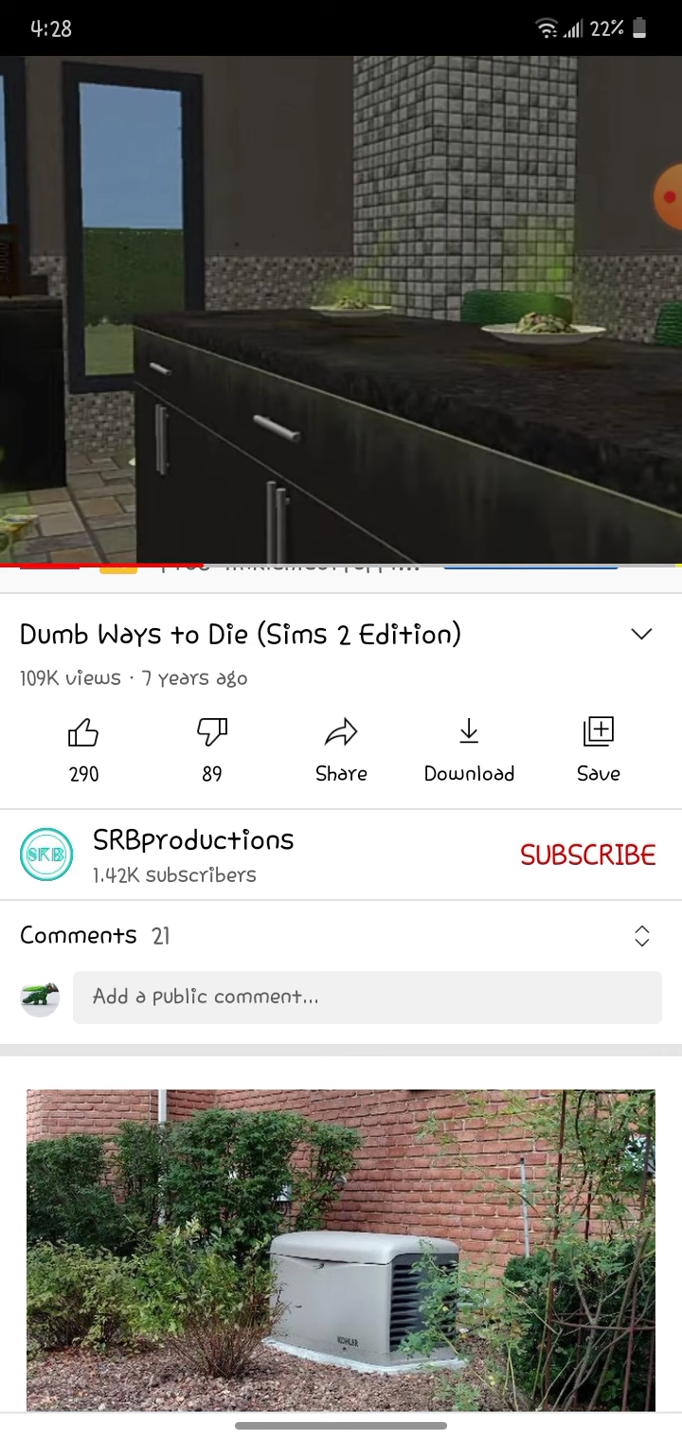 4:28
22%
Dumb Ways to Die (Sims 2 Edition)
109K views · 7 years ago
290
89
Share
Download
Save
SKB
SRBproductions
1.42K subscribers
SUBSCRIBE
Comments 21
Add a public comment...
KOHLER